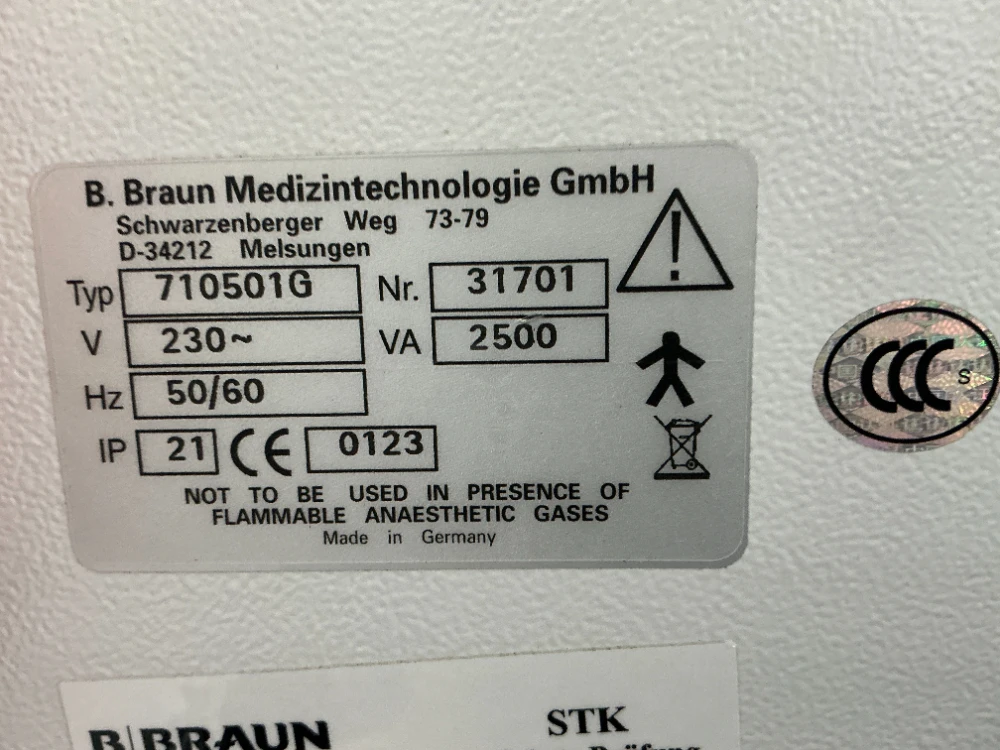 B. Braun Medizintechnologie GmbH
Schwarzenberger Weg 73-79
D-34212 Melsungen
Typ 710501G Nr. 31701
V 230~ VA 2500
Hz 50/60
IP 21 CE 0123
NOT TO BE USED IN PRESENCE OF
FLAMMABLE ANAESTHETIC GASES
Made in Germany
CCC S
B|BRAUN STK
Prüfung